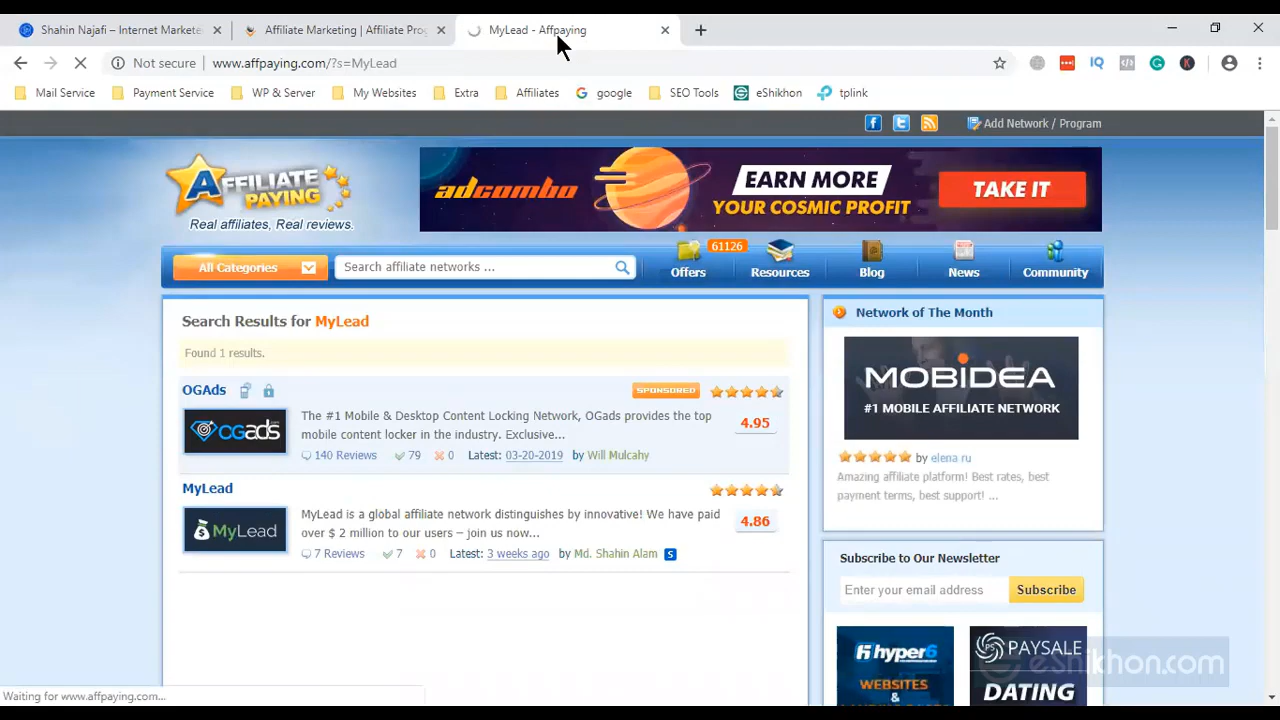 Shahin Najafi – Internet Markete
Affiliate Marketing | Affiliate Prog
MyLead - Affpaying
Not secure
www.affpaying.com/?s=MyLead
Mail Service
Payment Service
WP & Server
My Websites
Extra
Affiliates
google
SEO Tools
eShikhon
tplink
Add Network / Program
AFFILIATE
PAYING
Real affiliates, Real reviews.
adcombo
EARN MORE
YOUR COSMIC PROFIT
TAKE IT
All Categories
Search affiliate networks ...
Offers
61126
Resources
Blog
News
Community
Search Results for MyLead
Found 1 results.
OGAds
SPONSORED
OGads
The #1 Mobile & Desktop Content Locking Network, OGads provides the top
mobile content locker in the industry. Exclusive...
4.95
140 Reviews 79 0 Latest: 03-20-2019 by Will Mulcahy
MyLead
MyLead
MyLead is a global affiliate network distinguishes by innovative! We have paid
over $ 2 million to our users – join us now...
4.86
7 Reviews 7 0 Latest: 3 weeks ago by Md. Shahin Alam S
Network of The Month
MOBIDEA
#1 MOBILE AFFILIATE NETWORK
by elena ru
Amazing affiliate platform! Best rates, best
payment terms, best support! ...
Subscribe to Our Newsletter
Enter your email address
Subscribe
hyper6
WEBSITES
&
PS PAYSALE
DATING
eshikhon.com
Waiting for www.affpaying.com...